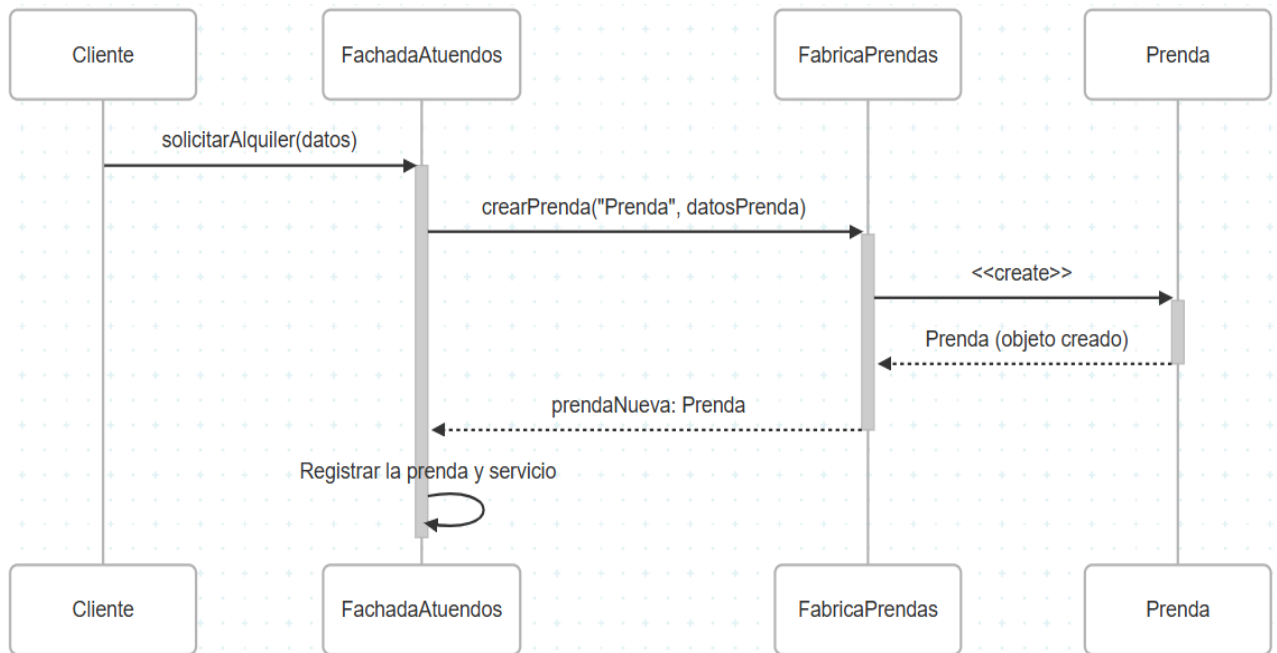 Cliente
FachadaAtuendos
FabricaPrendas
Prenda
solicitarAlquiler(datos)
crearPrenda("Prenda", datosPrenda)
<<create>>
Prenda (objeto creado)
prendaNueva: Prenda
Registrar la prenda y servicio
Cliente
FachadaAtuendos
FabricaPrendas
Prenda